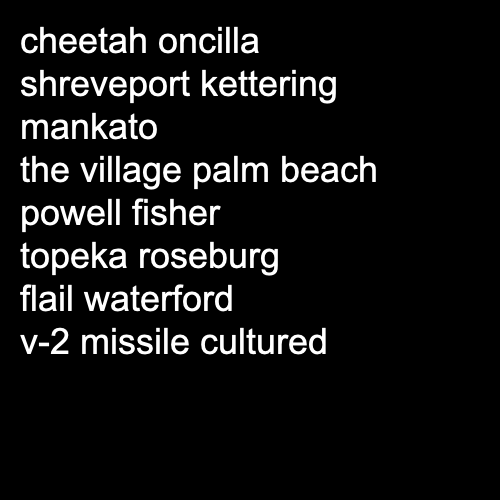 cheetah oncilla
shreveport kettering
mankato
the village palm beach
powell fisher
topeka roseburg
flail waterford
v-2 missile cultured